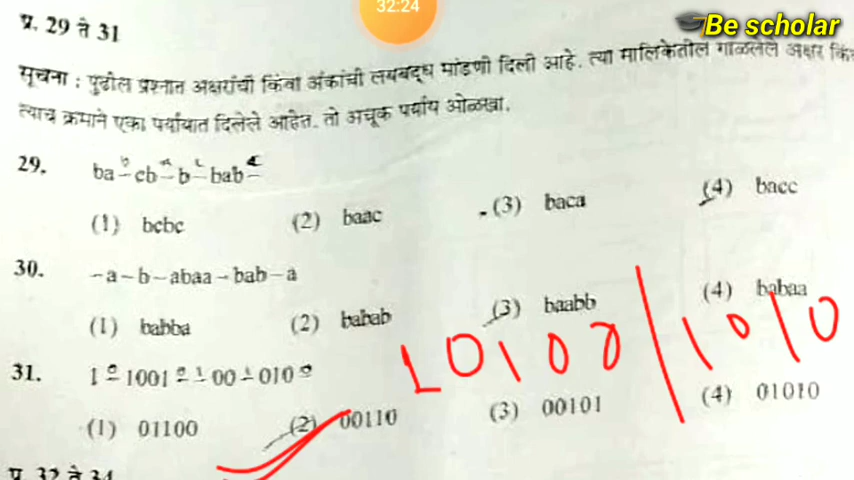 32:24
Be scholar
प्र. 29 ते 31
सूचना : पुढील प्रश्नात अक्षरांची किंवा अंकांची लयबद्ध मांडणी दिली आहे. त्या मालिकेतील गाळलेले अक्षर
त्याच क्रमाने एका पर्यायात दिलेले आहेत. तो अचूक पर्याय ओळखा.
29. ba – cb – b – bab –
(1) bcbc (2) baac (3) baca (4) bacc
30. – a – b – abaa – bab – a
(1) babba (2) babab (3) baabb (4) babaa
10100/1010
31. 1 – 1001 – – 00 – 010 –
(1) 01100 (2) 00110 (3) 00101 (4) 01010
प्र. 32 ते 34